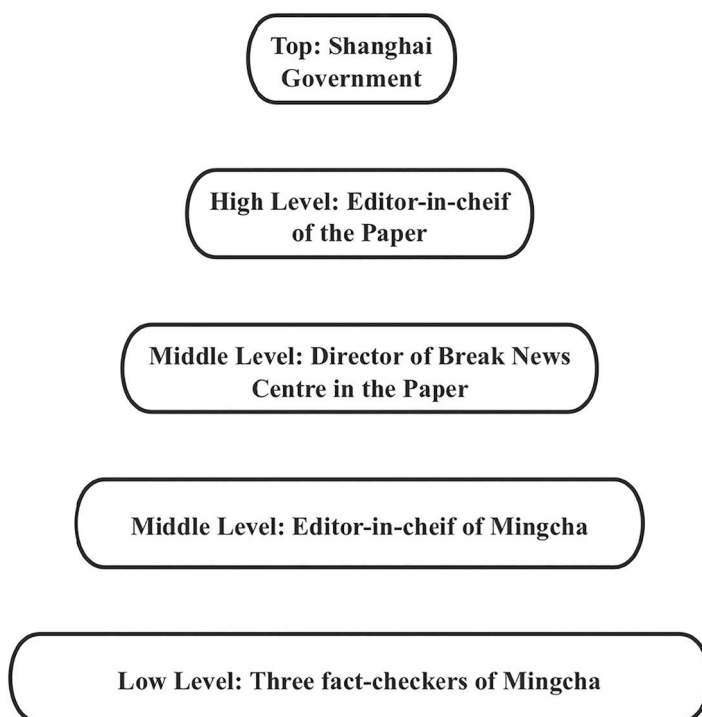 Top: Shanghai
Government
High Level: Editor-in-cheif
of the Paper
Middle Level: Director of Break News
Centre in the Paper
Middle Level: Editor-in-cheif of Mingcha
Low Level: Three fact-checkers of Mingcha